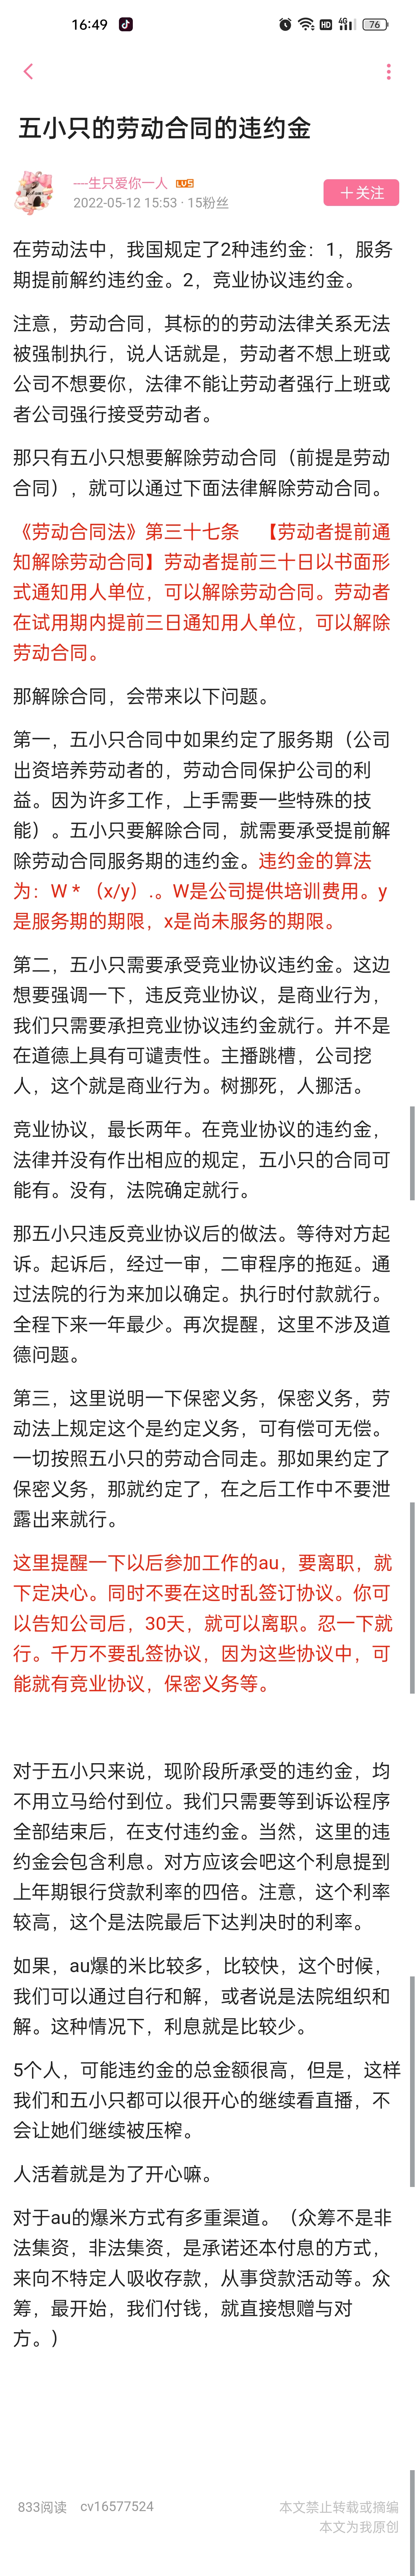 16:49
HD
4G
76
五小只的劳动合同的违约金
----生只爱你一人 LV5
2022-05-12 15:53 · 15粉丝
＋关注
在劳动法中，我国规定了2种违约金：1，服务
期提前解约违约金。2，竞业协议违约金。
注意，劳动合同，其标的的劳动法律关系无法
被强制执行，说人话就是，劳动者不想上班或
公司不想要你，法律不能让劳动者强行上班或
者公司强行接受劳动者。
那只有五小只想要解除劳动合同（前提是劳动
合同），就可以通过下面法律解除劳动合同。
《劳动合同法》第三十七条　【劳动者提前通
知解除劳动合同】劳动者提前三十日以书面形
式通知用人单位，可以解除劳动合同。劳动者
在试用期内提前三日通知用人单位，可以解除
劳动合同。
那解除合同，会带来以下问题。
第一，五小只合同中如果约定了服务期（公司
出资培养劳动者的，劳动合同保护公司的利
益。因为许多工作，上手需要一些特殊的技
能）。五小只要解除合同，就需要承受提前解
除劳动合同服务期的违约金。违约金的算法
为：W *（x/y）.。W是公司提供培训费用。y
是服务期的期限，x是尚未服务的期限。
第二，五小只需要承受竞业协议违约金。这边
想要强调一下，违反竞业协议，是商业行为，
我们只需要承担竞业协议违约金就行。并不是
在道德上具有可谴责性。主播跳槽，公司挖
人，这个就是商业行为。树挪死，人挪活。
竞业协议，最长两年。在竞业协议的违约金，
法律并没有作出相应的规定，五小只的合同可
能有。没有，法院确定就行。
那五小只违反竞业协议后的做法。等待对方起
诉。起诉后，经过一审，二审程序的拖延。通
过法院的行为来加以确定。执行时付款就行。
全程下来一年最少。再次提醒，这里不涉及道
德问题。
第三，这里说明一下保密义务，保密义务，劳
动法上规定这个是约定义务，可有偿可无偿。
一切按照五小只的劳动合同走。那如果约定了
保密义务，那就约定了，在之后工作中不要泄
露出来就行。
这里提醒一下以后参加工作的au，要离职，就
下定决心。同时不要在这时乱签订协议。你可
以告知公司后，30天，就可以离职。忍一下就
行。千万不要乱签协议，因为这些协议中，可
能就有竞业协议，保密义务等。
对于五小只来说，现阶段所承受的违约金，均
不用立马给付到位。我们只需要等到诉讼程序
全部结束后，在支付违约金。当然，这里的违
约金会包含利息。对方应该会吧这个利息提到
上年期银行贷款利率的四倍。注意，这个利率
较高，这个是法院最后下达判决时的利率。
如果，au爆的米比较多，比较快，这个时候，
我们可以通过自行和解，或者说是法院组织和
解。这种情况下，利息就是比较少。
5个人，可能违约金的总金额很高，但是，这样
我们和五小只都可以很开心的继续看直播，不
会让她们继续被压榨。
人活着就是为了开心嘛。
对于au的爆米方式有多重渠道。（众筹不是非
法集资，非法集资，是承诺还本付息的方式，
来向不特定人吸收存款，从事贷款活动等。众
筹，最开始，我们付钱，就直接想赠与对
方。）
833阅读　cv16577524
本文禁止转载或摘编
本文为我原创